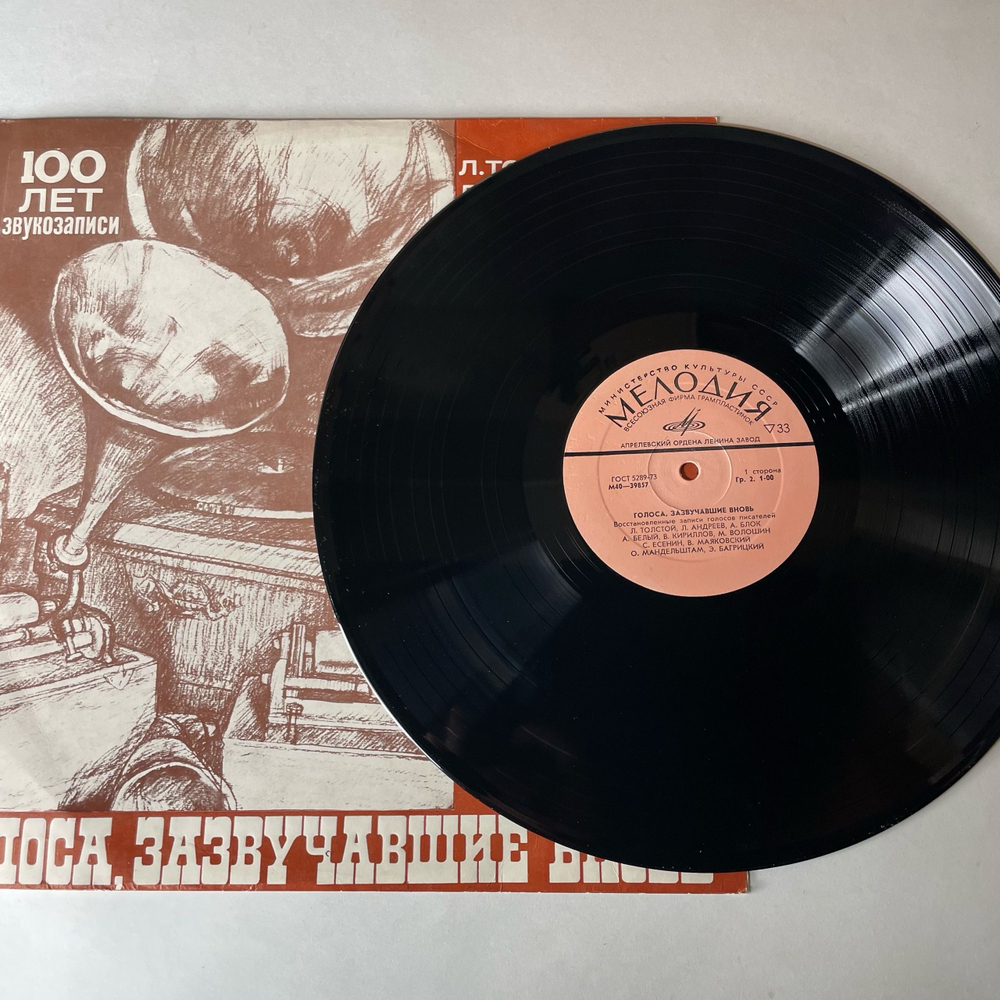 100
ЛЕТ
ЗВУКОЗАПИСИ
Л.ТО
ЛОСА, ЗАЗВУЧАВШИЕ
МИНИСТЕРСТВО КУЛЬТУРЫ СССР
МЕЛОДИЯ
ВСЕСОЮЗНАЯ ФИРМА ГРАМПЛАСТИНОК
33
АПРЕЛЕВСКИЙ ОРДЕНА ЛЕНИНА ЗАВОД
ГОСТ 5289-73
М40—39857
1 сторона
Гр. 2. 1-00
ГОЛОСА, ЗАЗВУЧАВШИЕ ВНОВЬ
Восстановленные записи голосов писателей
Л. ТОЛСТОЙ, Л. АНДРЕЕВ, А. БЛОК
А. БЕЛЫЙ, В. КИРИЛЛОВ, М. ВОЛОШИН
С. ЕСЕНИН, В. МАЯКОВСКИЙ
О. МАНДЕЛЬШТАМ, Э. БАГРИЦКИЙ